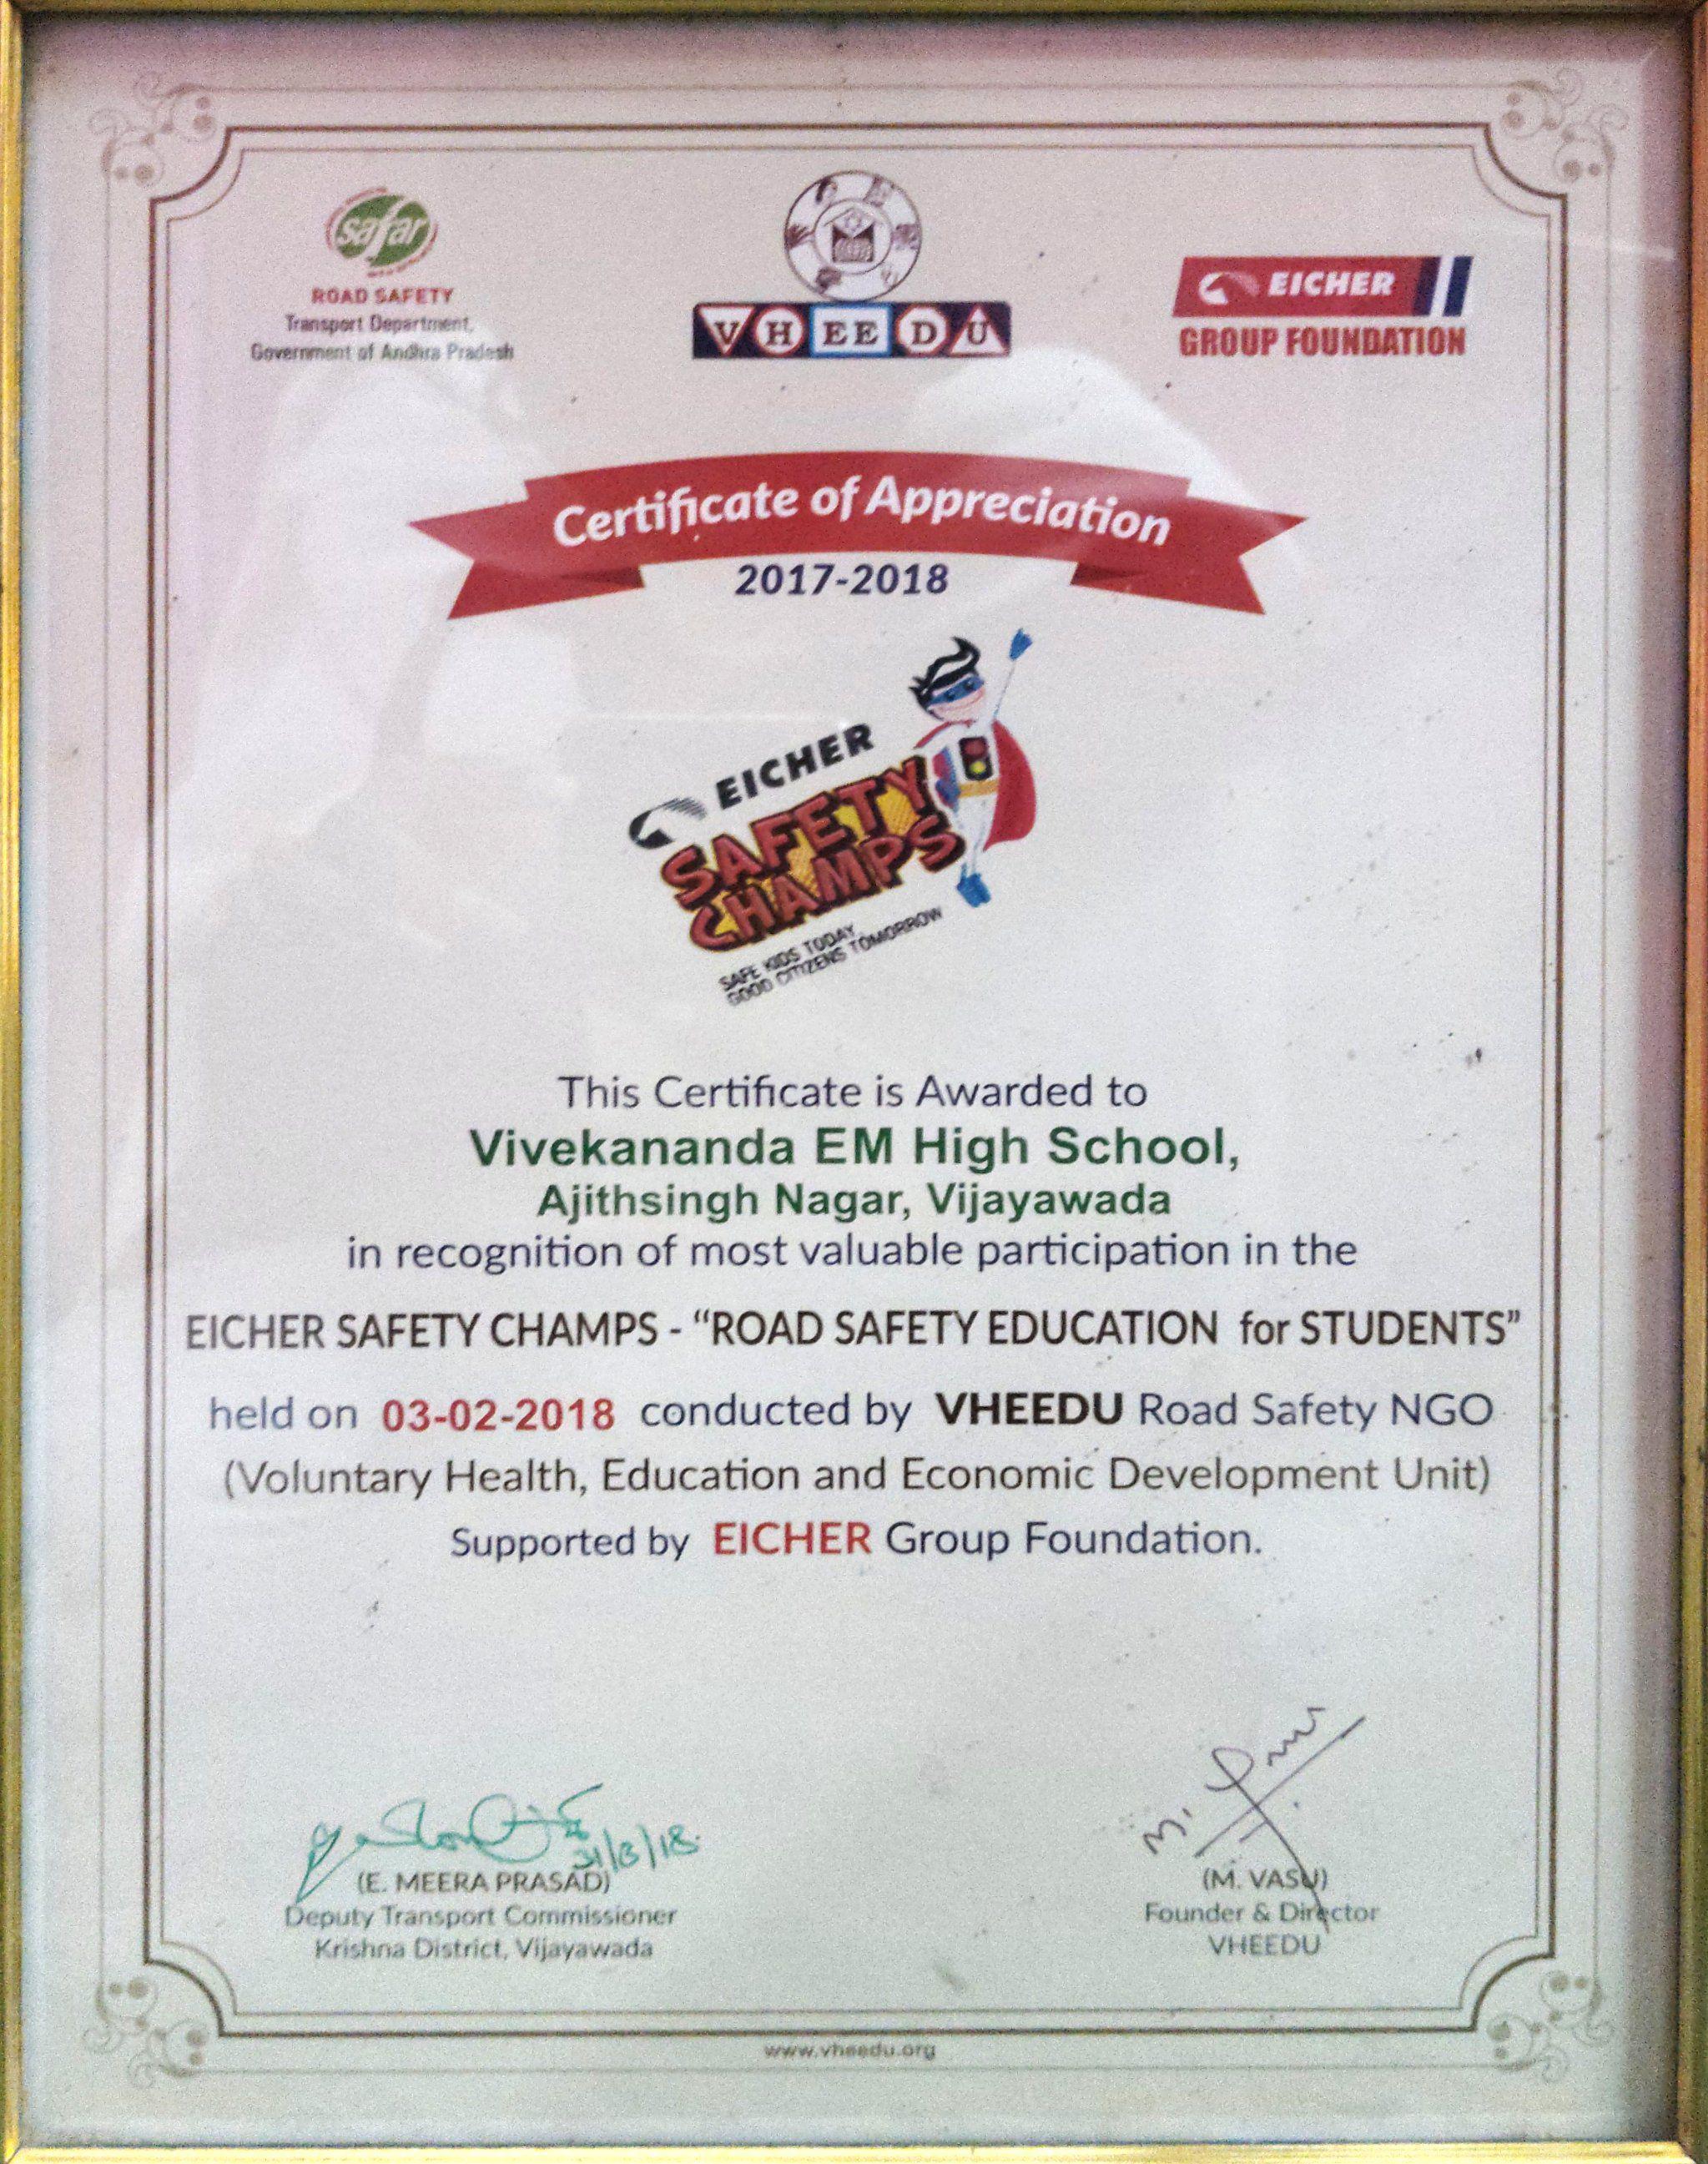 safar
ROAD SAFETY
Transport Department,
Government of Andhra Pradesh
VHEEDU
EICHER
GROUP FOUNDATION
Certificate of Appreciation
2017-2018
EICHER
SAFETY
CHAMPS
SAFE KIDS TODAY
GOOD CITIZENS TOMORROW
This Certificate is Awarded to
Vivekananda EM High School,
Ajithsingh Nagar, Vijayawada
in recognition of most valuable participation in the
EICHER SAFETY CHAMPS - “ROAD SAFETY EDUCATION for STUDENTS”
held on 03-02-2018 conducted by VHEEDU Road Safety NGO
(Voluntary Health, Education and Economic Development Unit)
Supported by EICHER Group Foundation.
(E. MEERA PRASAD)
Deputy Transport Commissioner
Krishna District, Vijayawada
(M. VASU)
Founder & Director
VHEEDU
www.vheedu.org